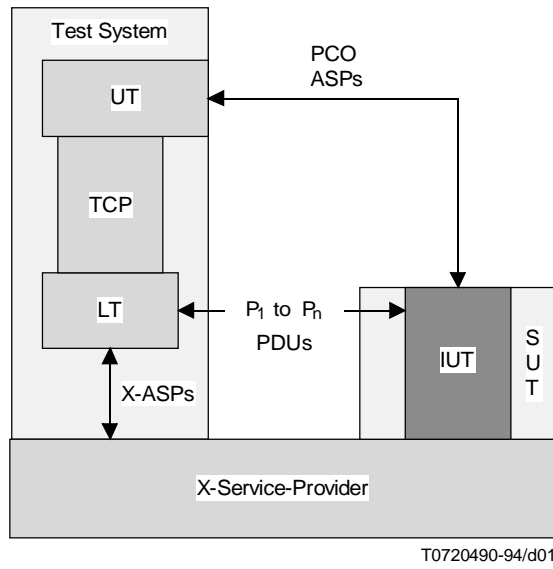 Test System
PCO
ASPs
UT
TCP
LT
P1 to Pn
PDUs
IUT
S
U
T
X-ASPs
X-Service-Provider
T0720490-94/d01